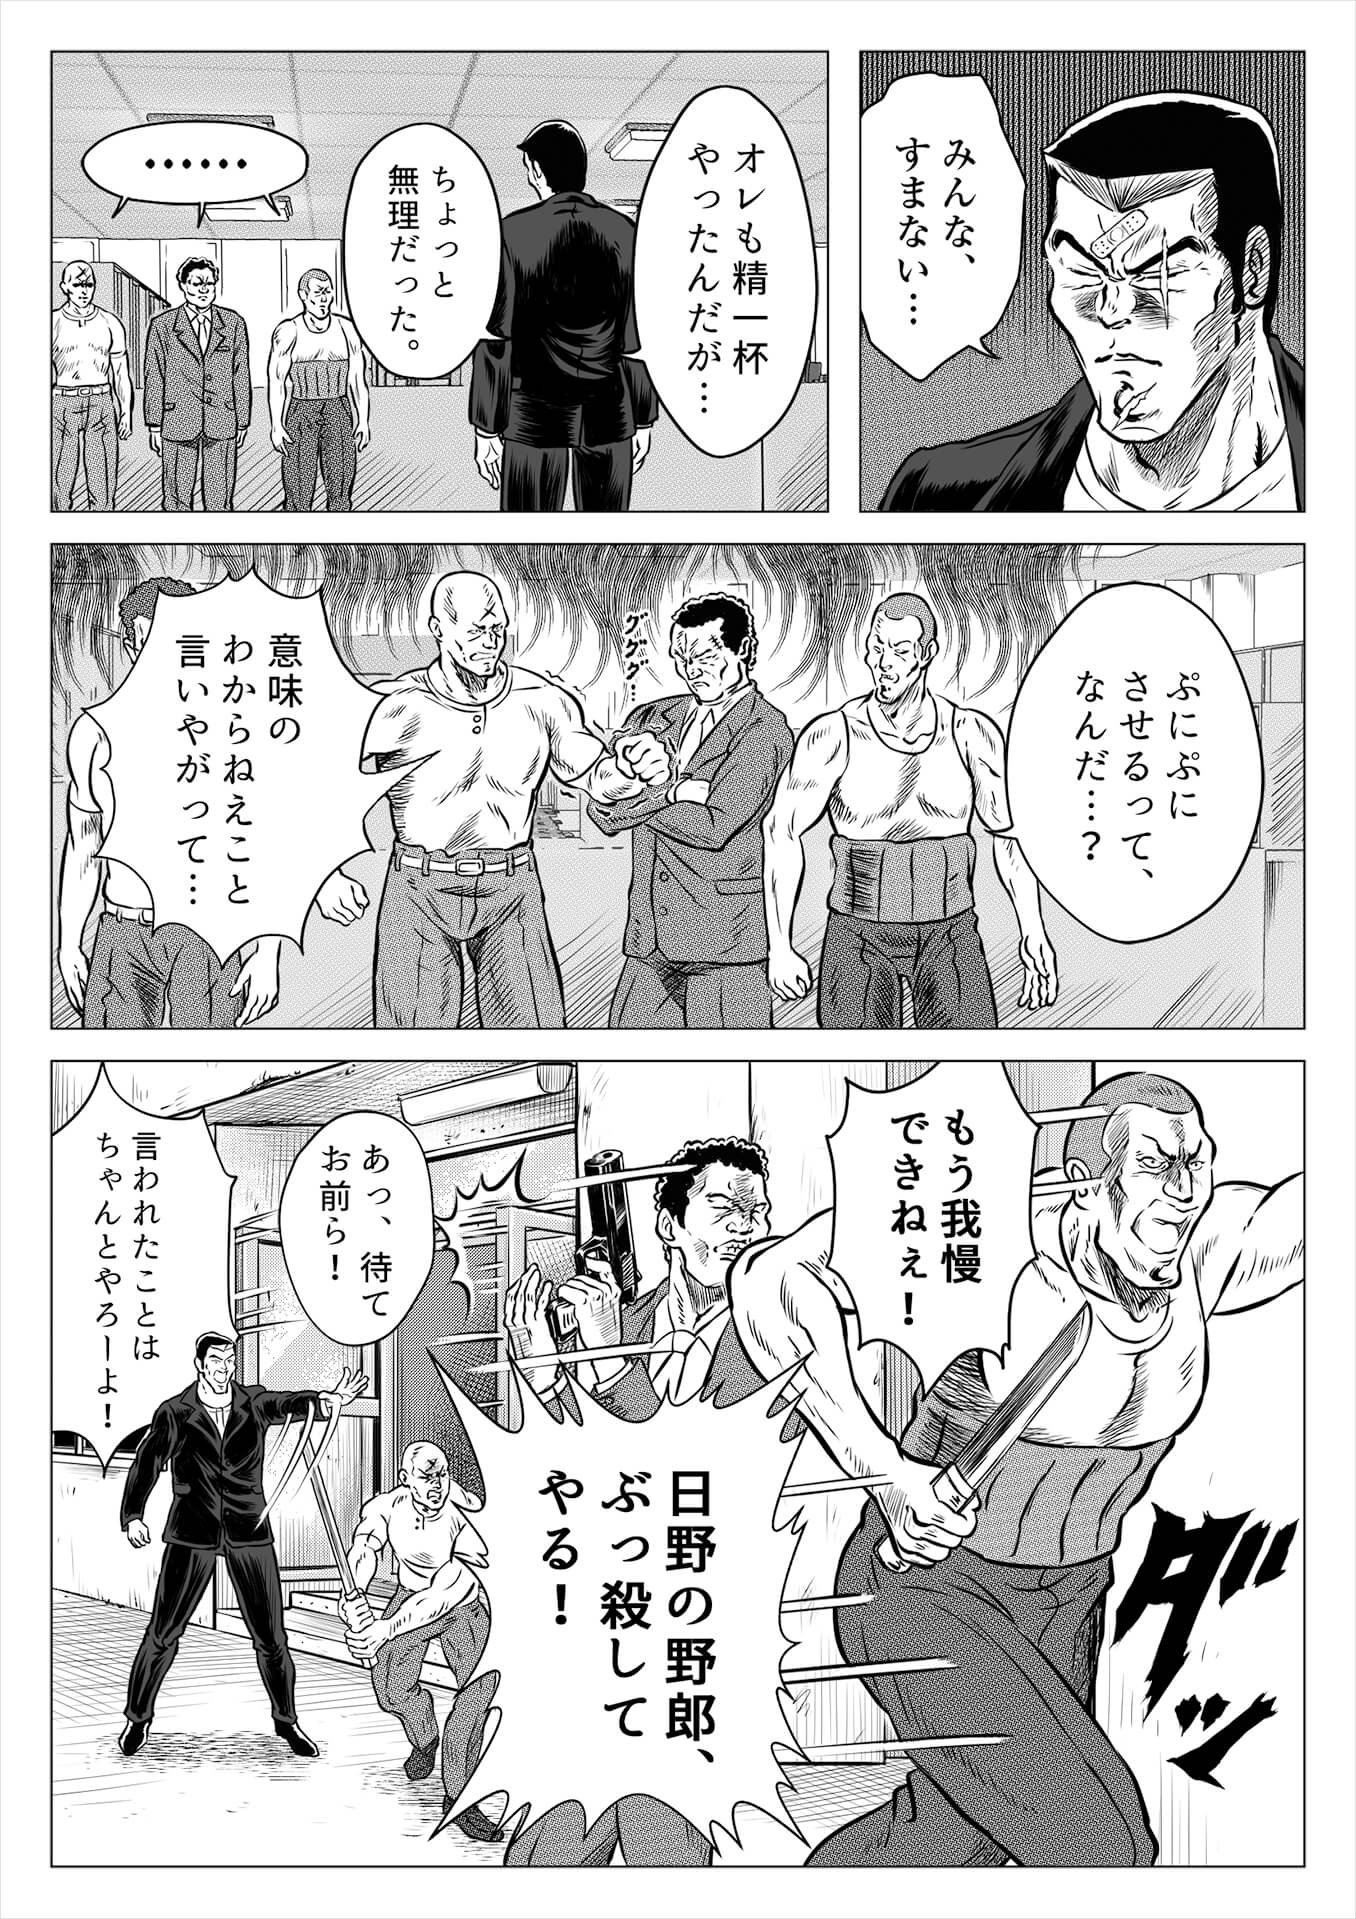 みんな、
すまない…
オレも精一杯
やったんだが…
ちょっと
無理だった。
……
ぷにぷに
させるって、
なんだ…？
グググ…
意味の
わからねえこと
言いやがって…
もう我慢
できねぇ！
ダッ
日野の野郎、
ぶっ殺して
やる！
あっ、待て
お前ら！
言われたことは
ちゃんとやろーよ！